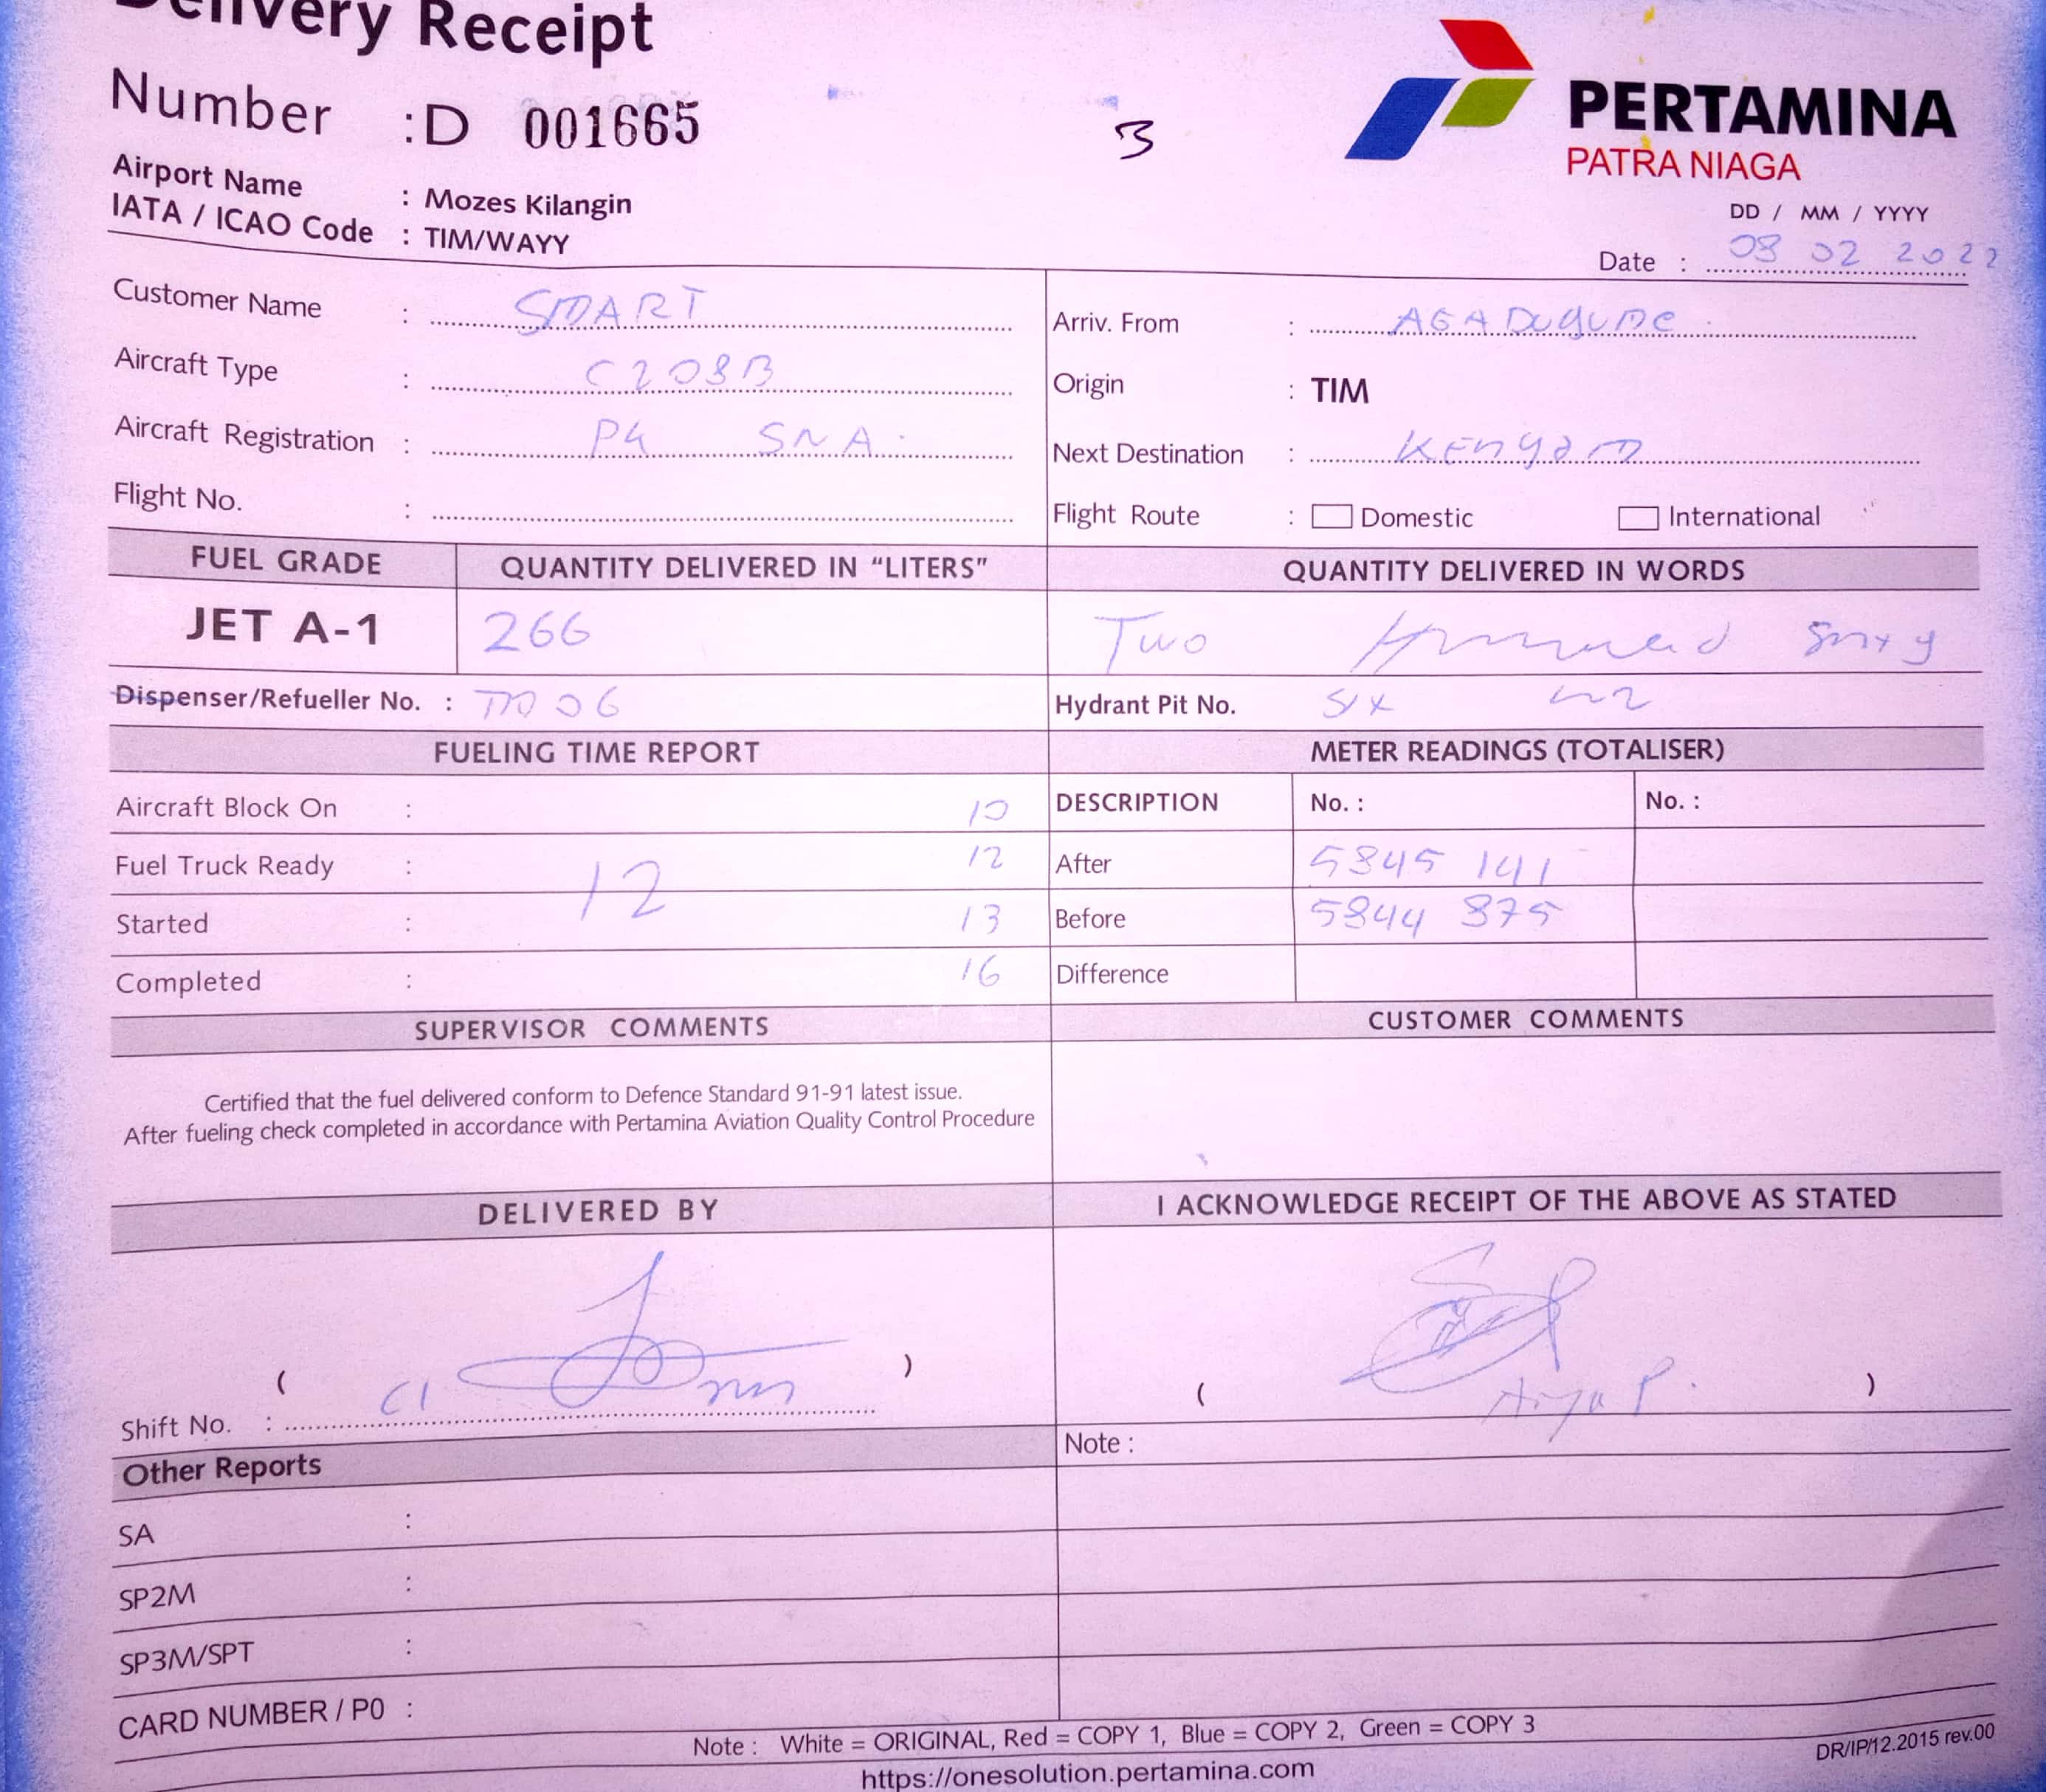 Delivery Receipt
Number : D 001665
3
PERTAMINA
PATRA NIAGA
Airport Name : Mozes Kilangin
IATA / ICAO Code : TIM/WAYY
DD / MM / YYYY
Date : 08 02 2022
Customer Name : SMART
Arriv. From : AGADUGUME
Aircraft Type : C208B
Origin : TIM
Aircraft Registration : PK SNA
Next Destination : Kenyam
Flight No. :
Flight Route : Domestic International
FUEL GRADE QUANTITY DELIVERED IN “LITERS” QUANTITY DELIVERED IN WORDS
JET A-1 266 Two Hundred Sixty
Dispenser/Refueller No. : Hydrant Pit No. Six
FUELING TIME REPORT METER READINGS (TOTALISER)
Aircraft Block On : 10 DESCRIPTION No. : No. :
Fuel Truck Ready : 12 After 5845 141
12
Started : 13 Before 5844 875
Completed : 16 Difference
SUPERVISOR COMMENTS CUSTOMER COMMENTS
Certified that the fuel delivered conform to Defence Standard 91-91 latest issue.
After fueling check completed in accordance with Pertamina Aviation Quality Control Procedure
DELIVERED BY I ACKNOWLEDGE RECEIPT OF THE ABOVE AS STATED
( ) ( Arya P. )
Shift No. :
Note :
Other Reports
SA :
SP2M :
SP3M/SPT :
CARD NUMBER / P0 :
Note : White = ORIGINAL, Red = COPY 1, Blue = COPY 2, Green = COPY 3
DR/IP/12.2015 rev.00
https://onesolution.pertamina.com